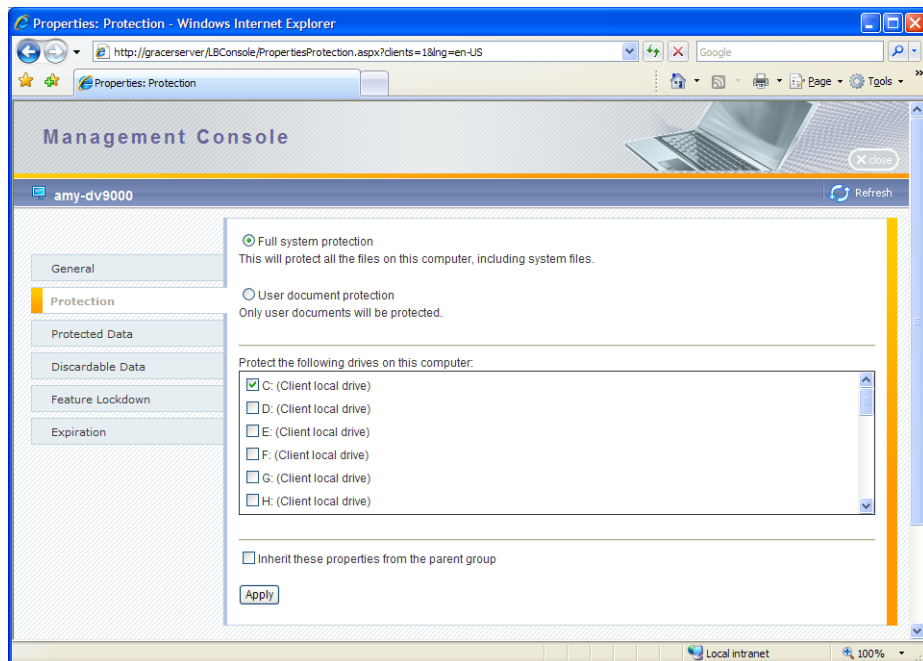 Properties: Protection - Windows Internet Explorer
http://gracerserver/LBConsole/PropertiesProtection.aspx?clients=1&lng=en-US
Google
Properties: Protection
Page
Tools
»
Management Console
X close
amy-dv9000
Refresh
General
Protection
Protected Data
Discardable Data
Feature Lockdown
Expiration
Full system protection
This will protect all the files on this computer, including system files.
User document protection
Only user documents will be protected.
Protect the following drives on this computer:
C: (Client local drive)
D: (Client local drive)
E: (Client local drive)
F: (Client local drive)
G: (Client local drive)
H: (Client local drive)
Inherit these properties from the parent group
Apply
Local intranet
100%